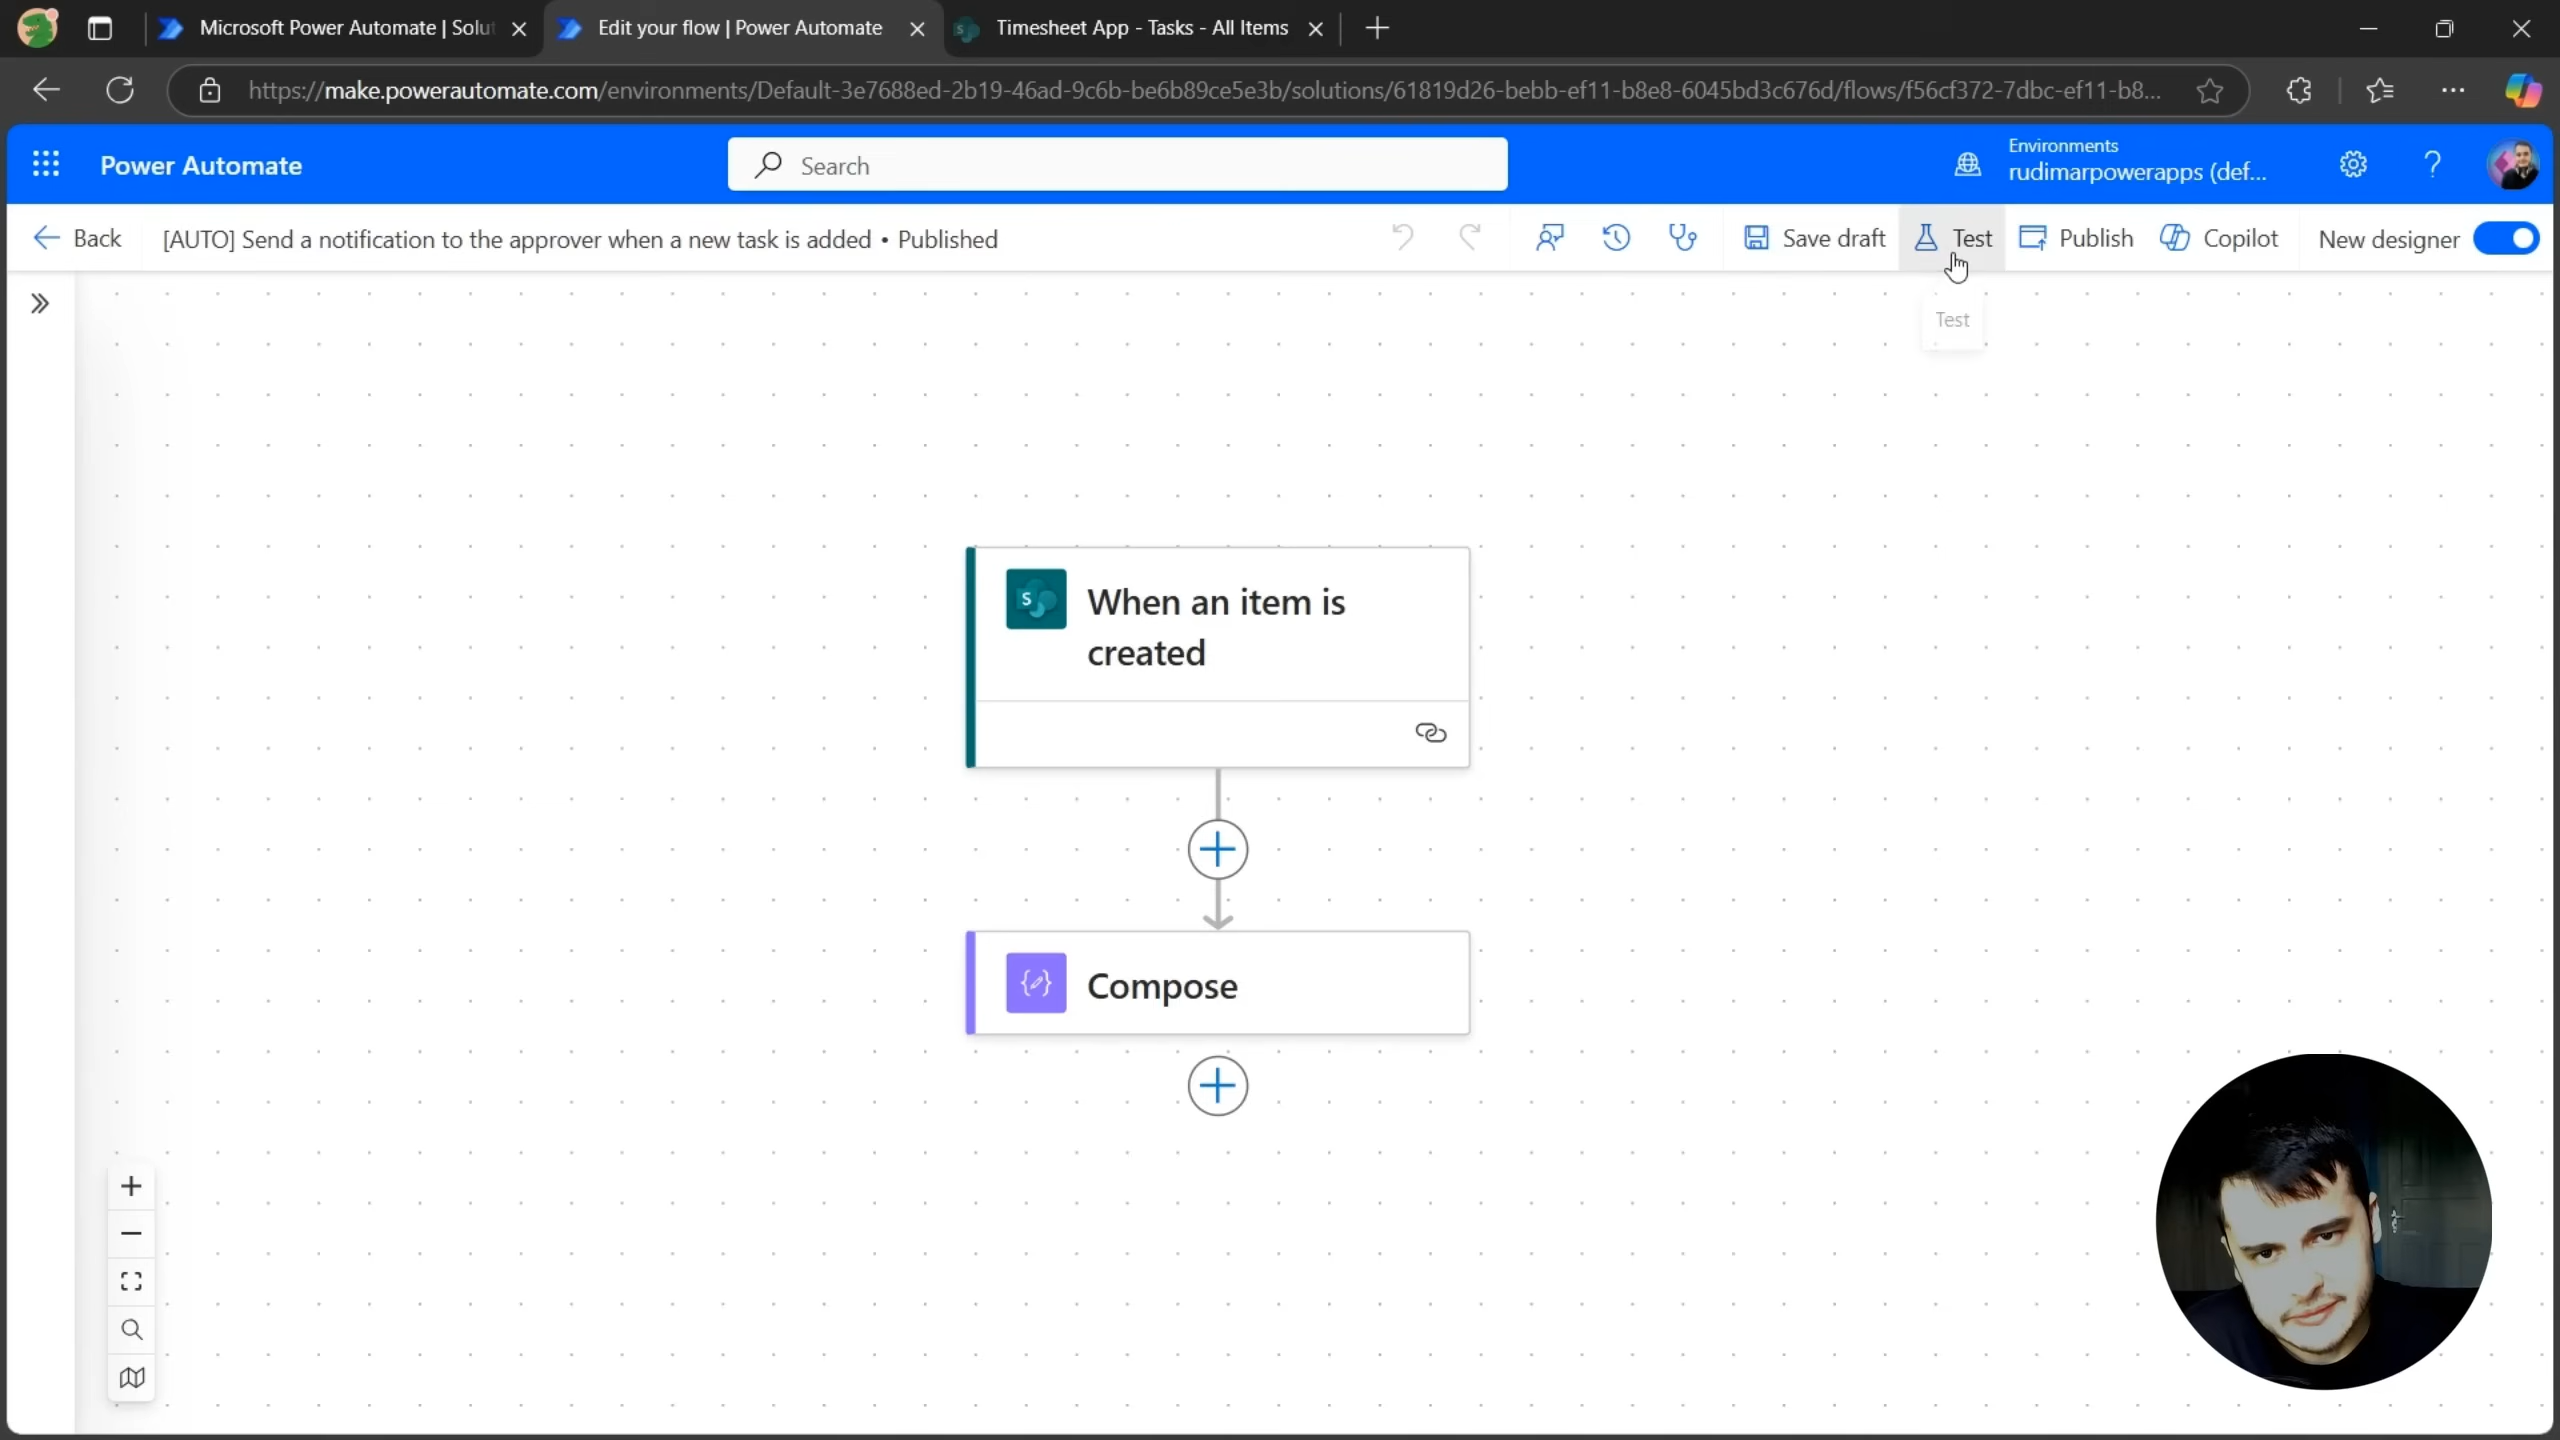 Microsoft Power Automate | Solut
Edit your flow | Power Automate
Timesheet App - Tasks - All Items
https://make.powerautomate.com/environments/Default-3e7688ed-2b19-46ad-9c6b-be6b89ce5e3b/solutions/61819d26-bebb-ef11-b8e8-6045bd3c676d/flows/f56cf372-7dbc-ef11-b8...
Power Automate
Search
Environments
rudimarpowerapps (def...
Back
[AUTO] Send a notification to the approver when a new task is added • Published
Save draft
Test
Publish
Copilot
New designer
Test
When an item is
created
Compose